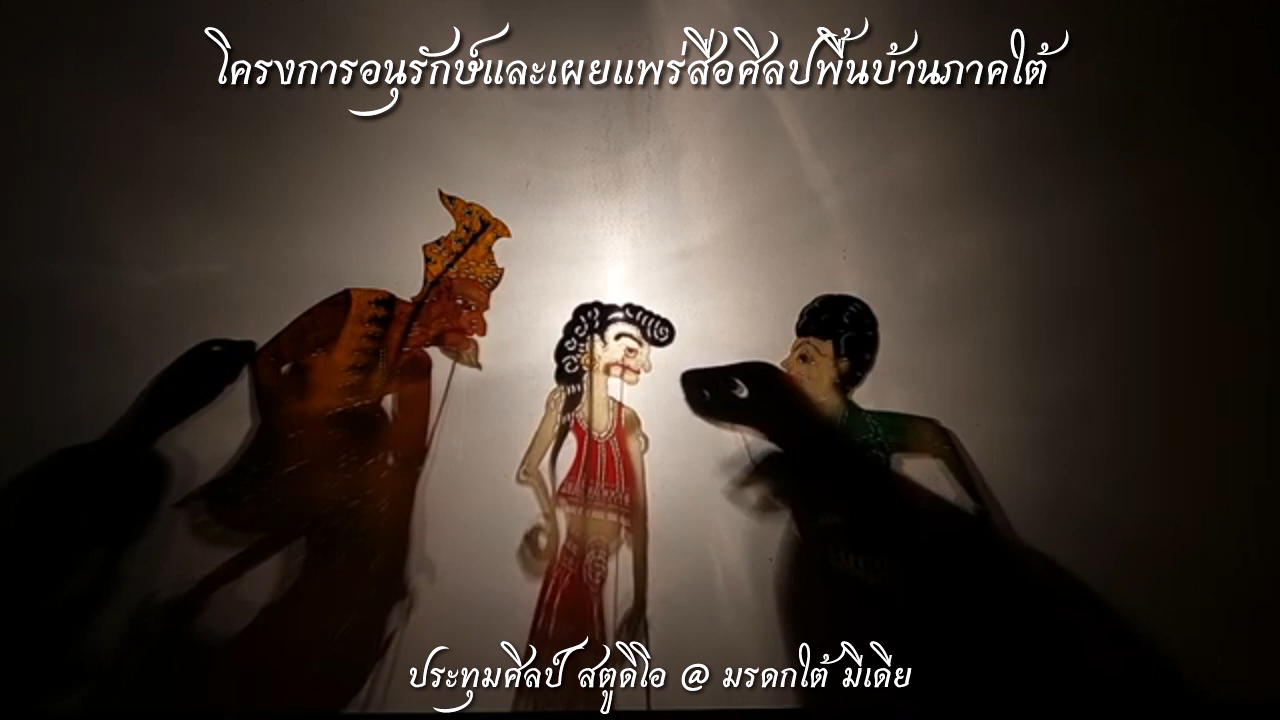 โครงการอนุรักษ์และเผยแพร่สื่อศิลปพื้นบ้านภาคใต้
ประทุมศิลป์ สตูดิโอ @ มรดกใต้ มีเดีย